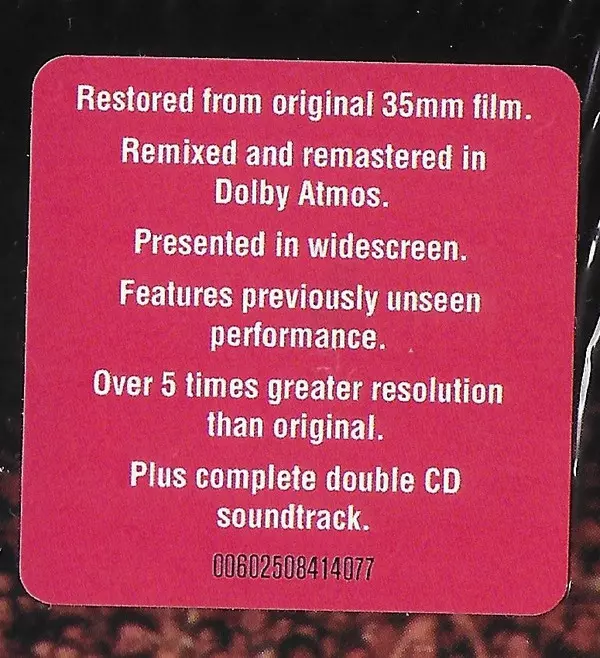 Restored from original 35mm film.
Remixed and remastered in
Dolby Atmos.
Presented in widescreen.
Features previously unseen
performance.
Over 5 times greater resolution
than original.
Plus complete double CD
soundtrack.
00602508414077